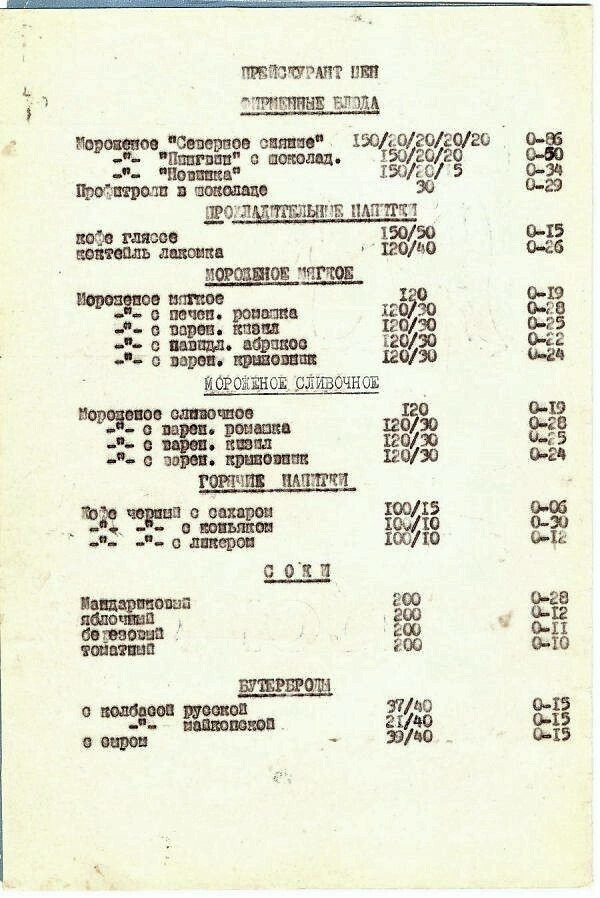 ПРЕЙСКУРАНТ ЦЕН
ФИРМЕННЫЕ БЛЮДА
Мороженое "Северное сияние" 150/20/20/20/20 0-86
-"- "Пингвин" с шоколад. 150/20/20 0-50
-"- "Новинка" 150/20/ 5 0-34
Профитроли в шоколаде 30 0-29
ПРОХЛАДИТЕЛЬНЫЕ НАПИТКИ
кофе гляссе 150/50 0-15
коктейль лакомка 120/40 0-26
МОРОЖЕНОЕ МЯГКОЕ
Мороженое мягкое 120 0-19
-"- с печен. ромашка 120/30 0-28
-"- с варен. кизил 120/30 0-25
-"- с павидл. абрикос 120/30 0-22
-"- с варен. крыжовник 120/30 0-24
МОРОЖЕНОЕ СЛИВОЧНОЕ
Мороженое сливочное 120 0-19
-"- с варен. ромашка 120/30 0-28
-"- с варен. кизил 120/30 0-25
-"- с варен. крыжовник 120/30 0-24
ГОРЯЧИЕ НАПИТКИ
Кофе черный с сахаром 100/15 0-06
-"- -"- с коньяком 100/10 0-30
-"- -"- с ликером 100/10 0-12
С О К И
Мандариновый 200 0-28
яблочный 200 0-12
березовый 200 0-11
томатный 200 0-10
БУТЕРБРОДЫ
с колбасой русской 37/40 0-15
-"- майкопской 21/40 0-15
с сыром 39/40 0-15